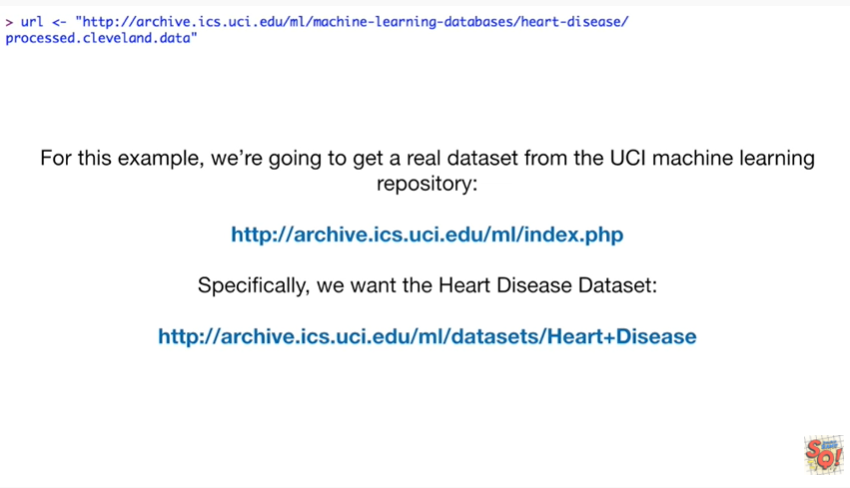 > url <- "http://archive.ics.uci.edu/ml/machine-learning-databases/heart-disease/
processed.cleveland.data"
For this example, we’re going to get a real dataset from the UCI machine learning
repository:
http://archive.ics.uci.edu/ml/index.php
Specifically, we want the Heart Disease Dataset:
http://archive.ics.uci.edu/ml/datasets/Heart+Disease
SQ!